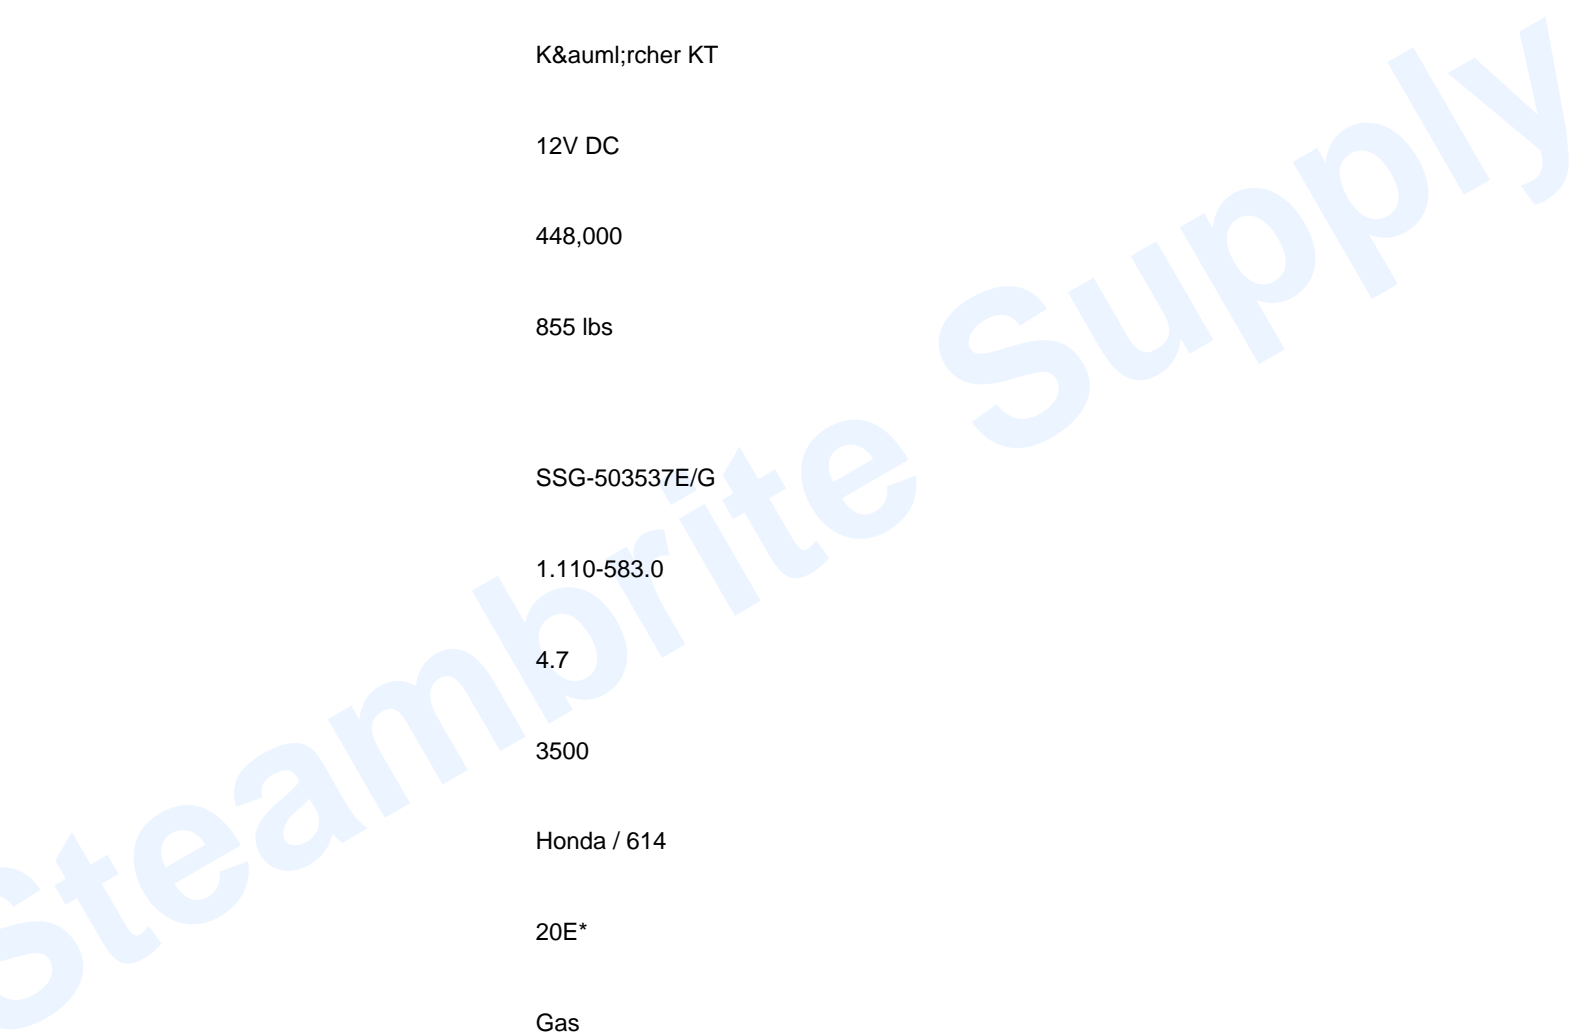 K&auml;rcher KT
12V DC
448,000
855 lbs
SSG-503537E/G
1.110-583.0
4.7
3500
Honda / 614
20E*
Gas
Steambrite Supply